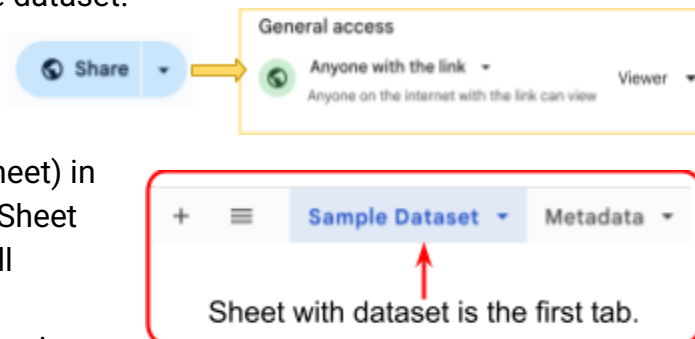 dataset.
General access
Share
Anyone with the link
Anyone on the internet with the link can view
Viewer
heet) in
Sheet
Sample Dataset
Metadata
Sheet with dataset is the first tab.